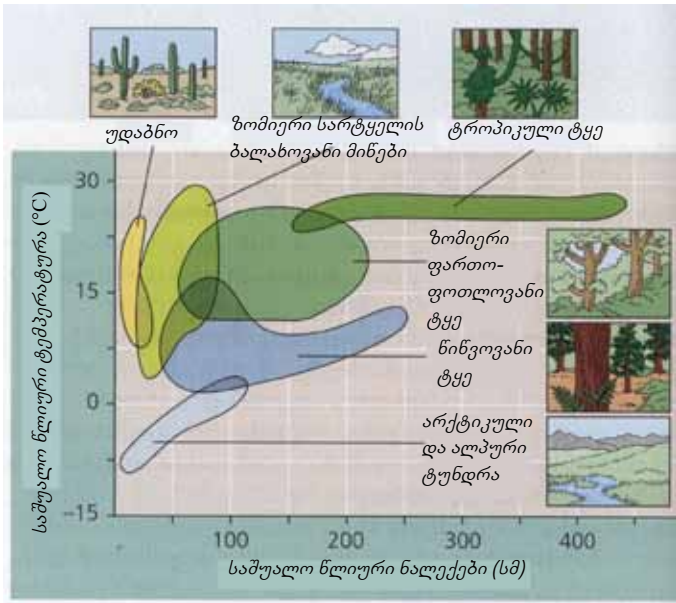 უდაბნო
ზომიერი სარტყელის
ბალახოვანი მიწები
ტროპიკული ტყე
საშუალო წლიური ტემპერატურა (°C)
30
15
0
–15
ზომიერი
ფართო-
ფოთლოვანი
ტყე
წიწვოვანი
ტყე
არქტიკული
და ალპური
ტუნდრა
100
200
300
400
საშუალო წლიური ნალექები (სმ)